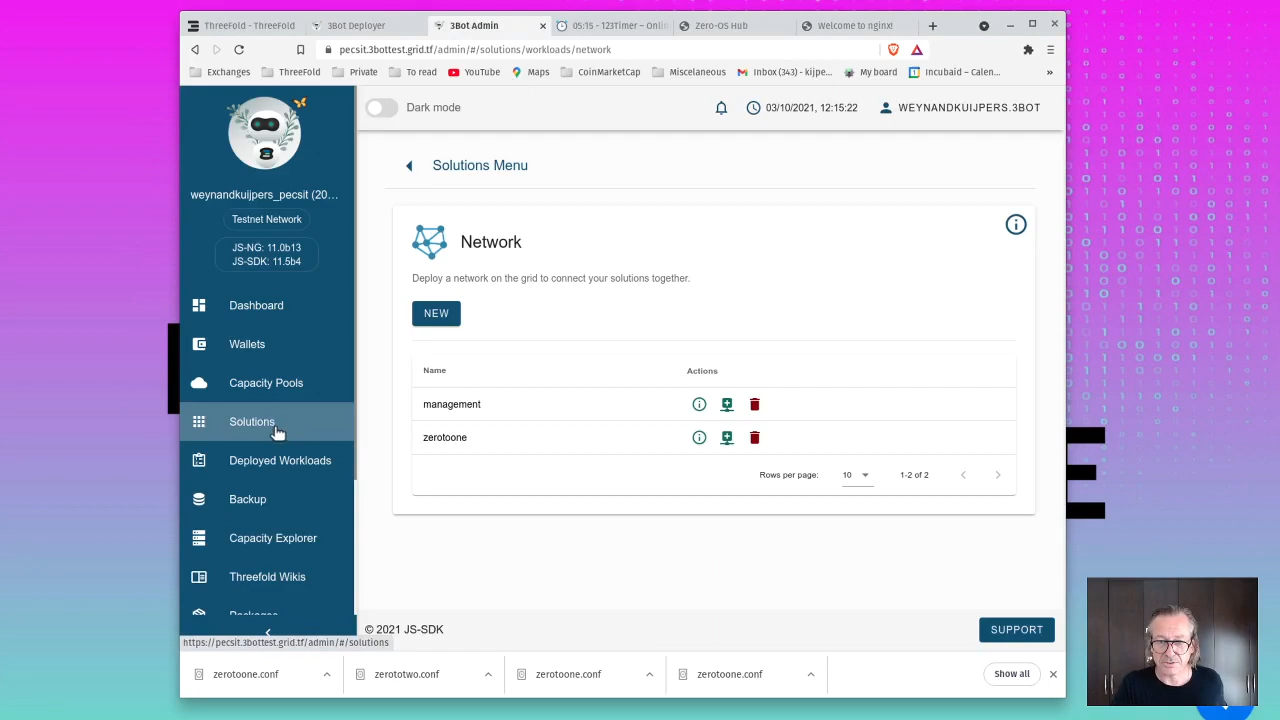 ThreeFold - ThreeFold
3Bot Deployer
3Bot Admin
05:15 - 123Timer – Onlin
Zero-OS Hub
Welcome to nginx!
pecsit.3bottest.grid.tf/admin/#/solutions/workloads/network
Exchanges
ThreeFold
Private
To read
YouTube
Maps
CoinMarketCap
Miscelaneous
Inbox (343) - kijpe...
My board
Incubaid – Calen...
Dark mode
03/10/2021, 12:15:22
WEYNANDKUIJPERS.3BOT
weynandkuijpers_pecsit (20...
Testnet Network
JS-NG: 11.0b13
JS-SDK: 11.5b4
Dashboard
Wallets
Capacity Pools
Solutions
Deployed Workloads
Backup
Capacity Explorer
Threefold Wikis
Packages
https://pecsit.3bottest.grid.tf/admin/#/solutions
Solutions Menu
Network
Deploy a network on the grid to connect your solutions together.
NEW
Name
Actions
management
zerotoone
Rows per page:
10
1-2 of 2
© 2021 JS-SDK
SUPPORT
zerotoone.conf
zerototwo.conf
zerotoone.conf
zerotoone.conf
Show all